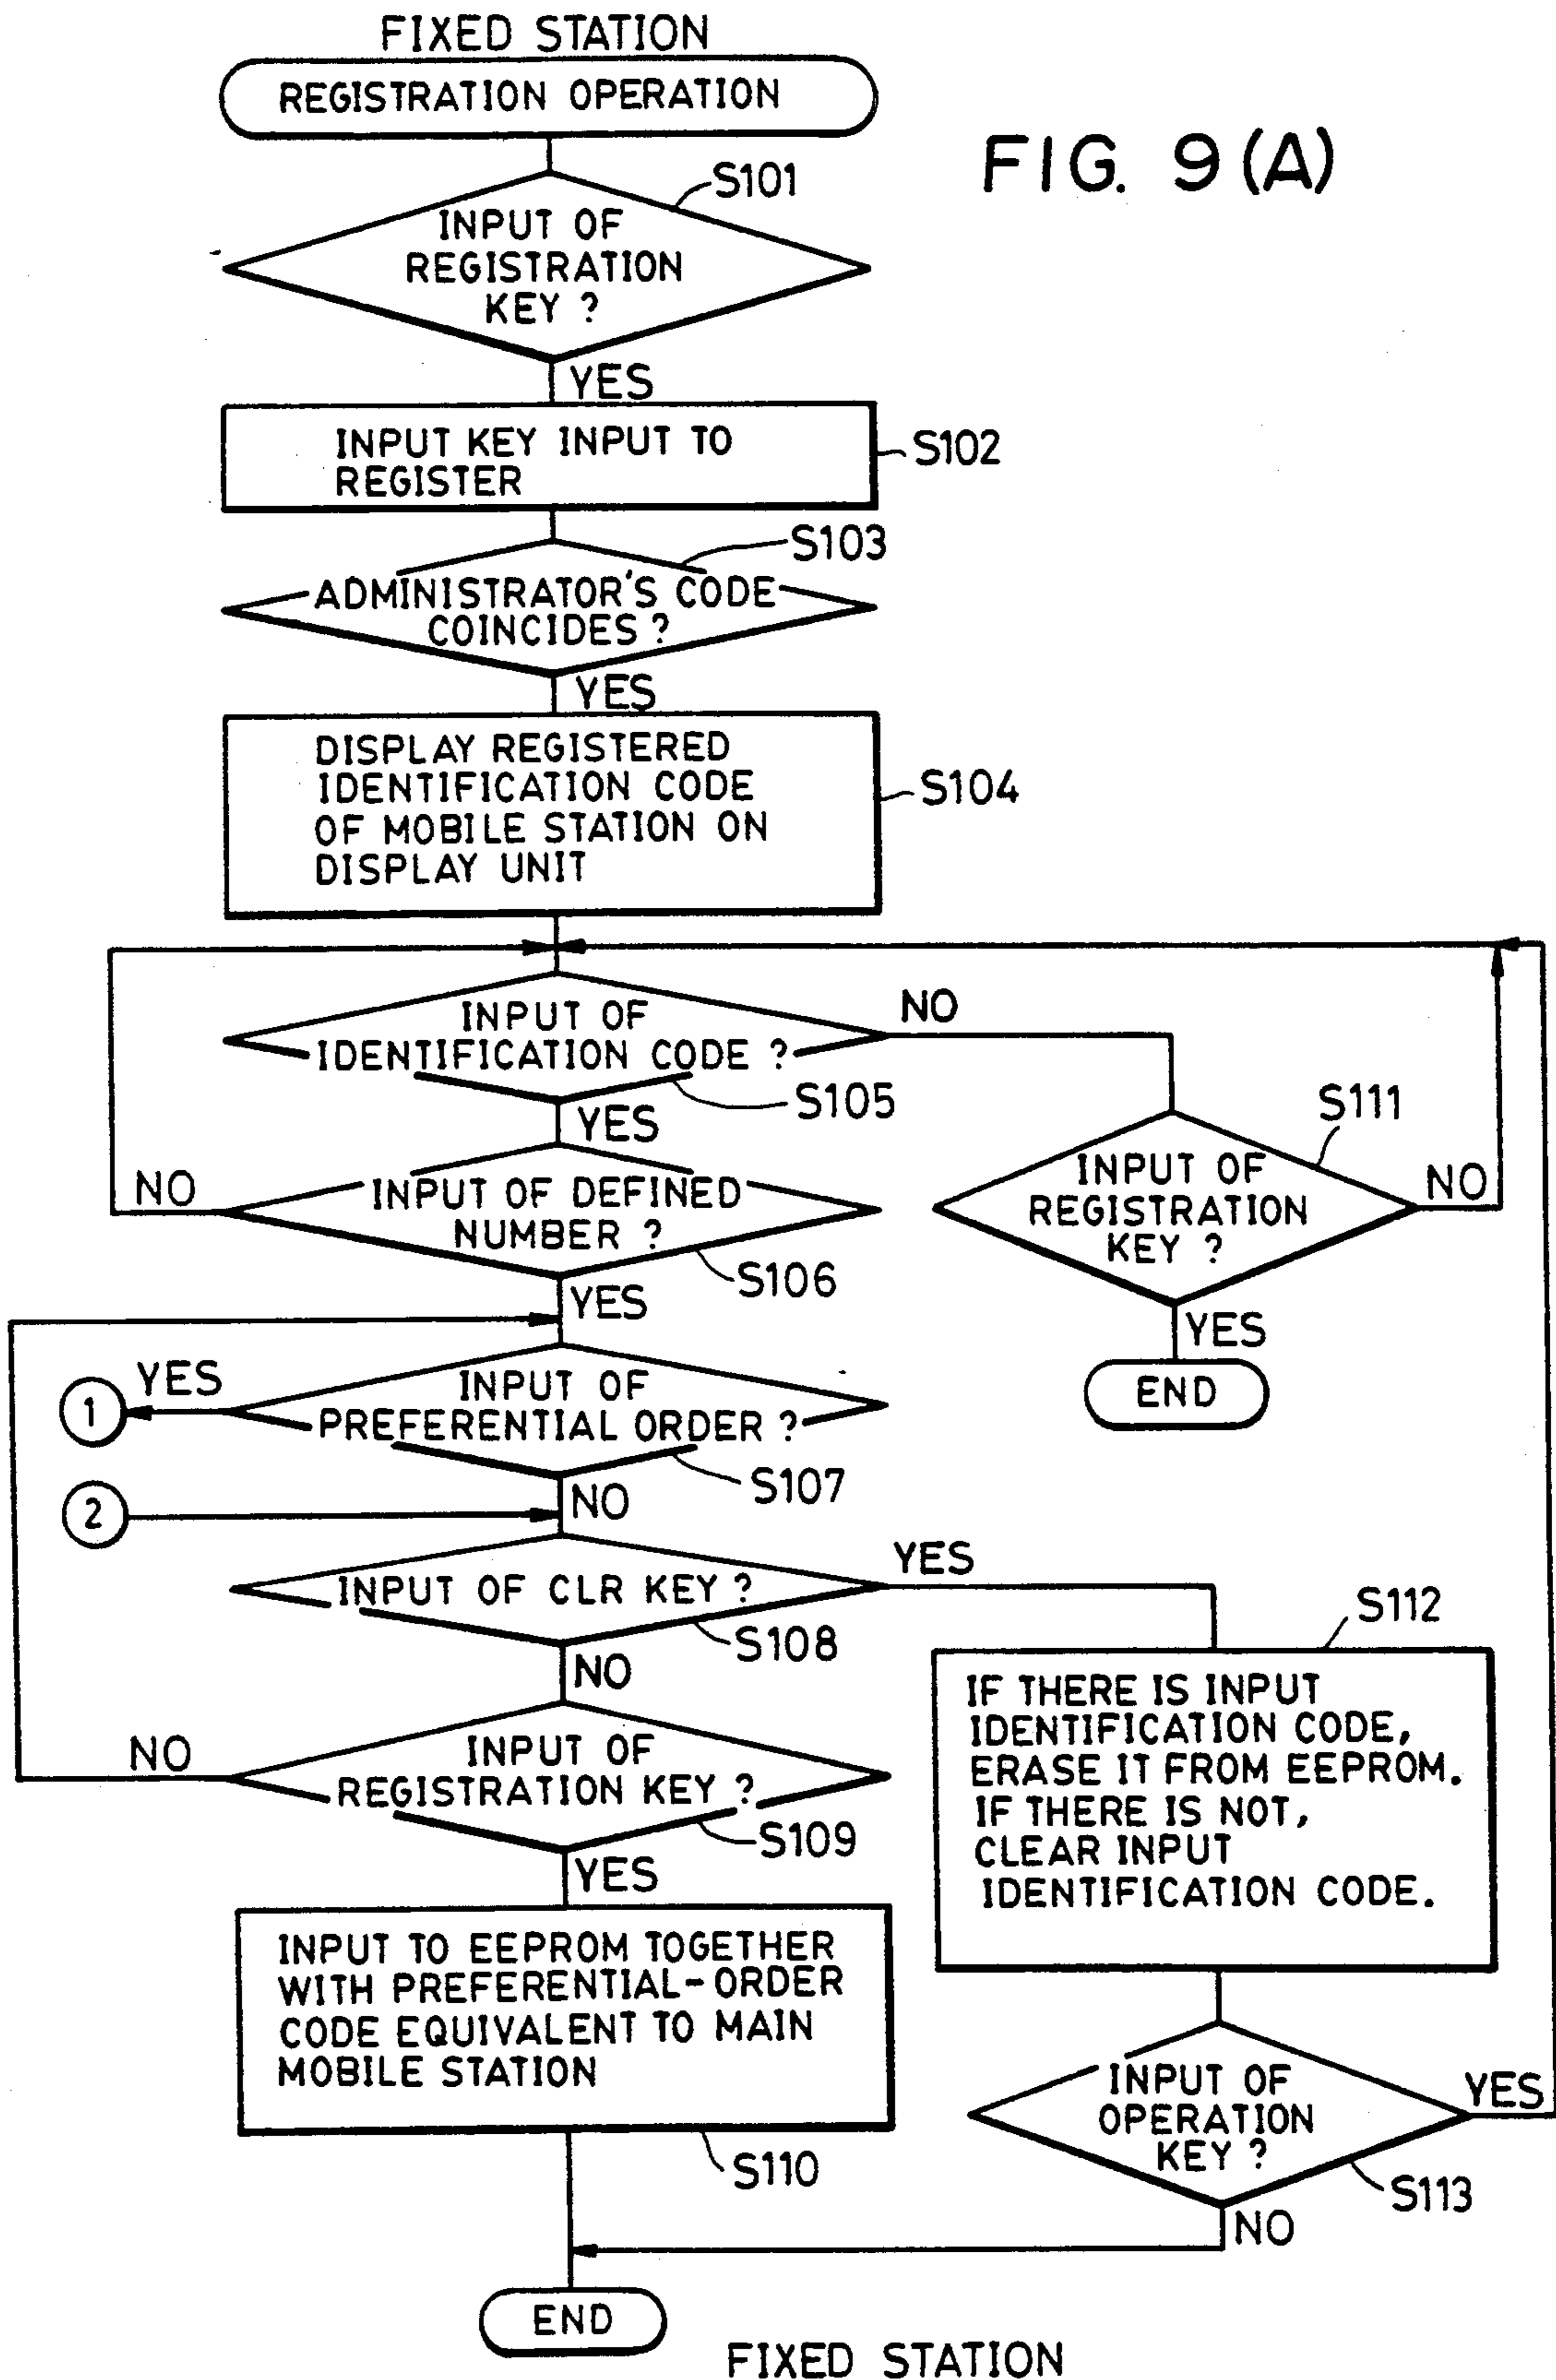 FIXED STATION
REGISTRATION OPERATION
FIG. 9(A)
S101
INPUT OF
REGISTRATION
KEY ?
YES
INPUT KEY INPUT TO
REGISTER
S102
S103
ADMINISTRATOR'S CODE
COINCIDES ?
YES
DISPLAY REGISTERED
IDENTIFICATION CODE
OF MOBILE STATION ON
DISPLAY UNIT
S104
INPUT OF
IDENTIFICATION CODE ?
NO
S105
YES
S111
INPUT OF
REGISTRATION
KEY ?
NO
YES
END
NO
INPUT OF DEFINED
NUMBER ?
S106
YES
YES
1
INPUT OF
PREFERENTIAL ORDER ?
S107
NO
2
INPUT OF CLR KEY ?
YES
S108
NO
S112
IF THERE IS INPUT
IDENTIFICATION CODE,
ERASE IT FROM EEPROM.
IF THERE IS NOT,
CLEAR INPUT
IDENTIFICATION CODE.
NO
INPUT OF
REGISTRATION KEY ?
S109
YES
INPUT TO EEPROM TOGETHER
WITH PREFERENTIAL-ORDER
CODE EQUIVALENT TO MAIN
MOBILE STATION
S110
INPUT OF
OPERATION
KEY ?
YES
S113
NO
END
FIXED STATION